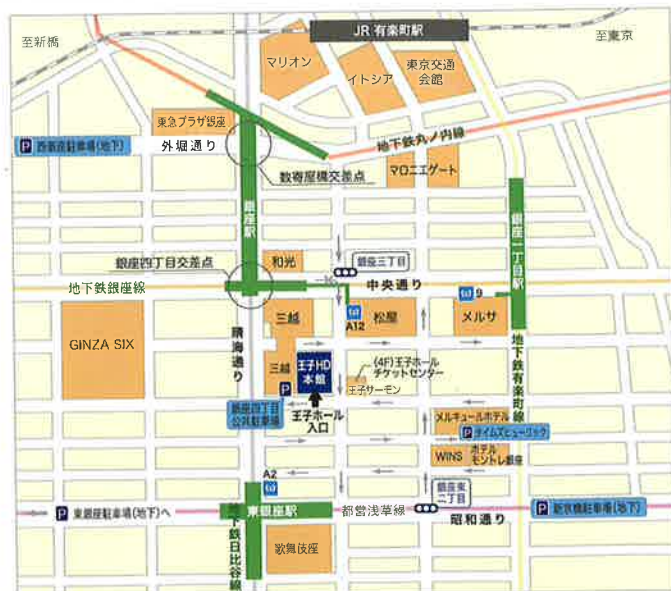 至新橋
JR 有楽町駅
至東京
マリオン
イトシア
東京交通
会館
東急プラザ銀座
西銀座駐車場(地下)
外堀通り
地下鉄丸ノ内線
マロニエゲート
数寄屋橋交差点
銀座駅
銀座一丁目駅
銀座四丁目交差点
和光
銀座三丁目
地下鉄銀座線
中央通り
9
三越
A12
松屋
メルサ
GINZA SIX
晴海通り
三越
王子HD
本館
(4F)王子ホール
チケットセンター
王子サーモン
地下鉄有楽町線
銀座四丁目
公共駐車場
王子ホール
入口
メルキュールホテル
タイムズヒューリック
WINS
ホテル
モントレ銀座
A2
銀座東
二丁目
東銀座駐車場(地下)へ
東銀座駅
都営浅草線
昭和通り
新京橋駐車場(地下)
地下鉄日比谷線
歌舞伎座